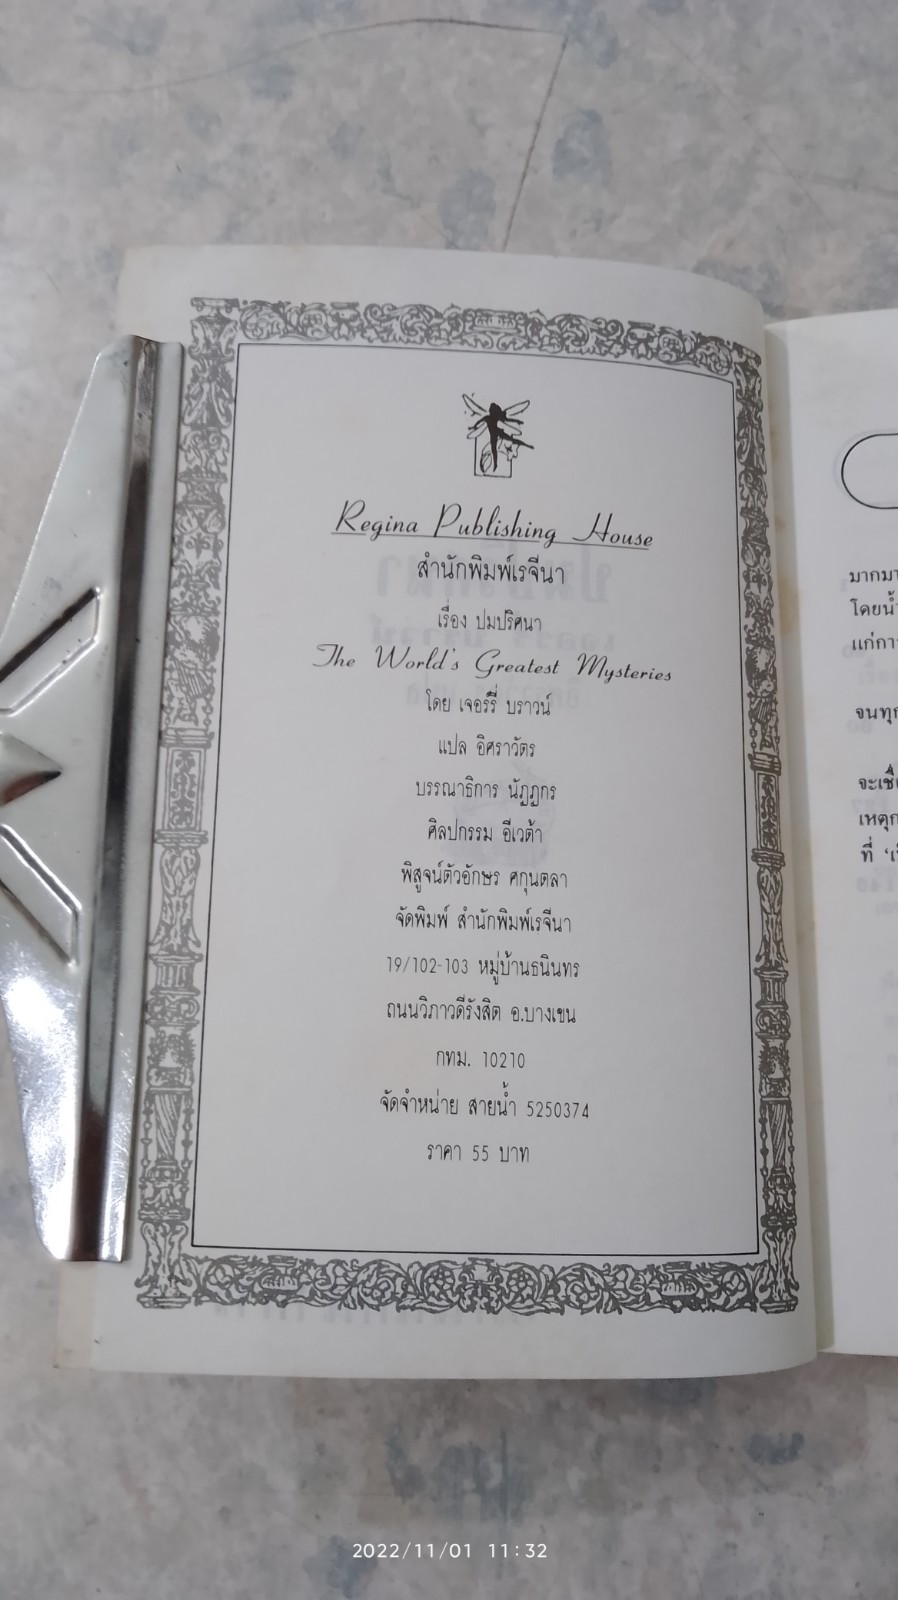 Regina Publishing House
สำนักพิมพ์เรจีนา
เรื่อง ปมปริศนา
The World's Greatest Mysteries
โดย เจอร์รี่ บราวน์
แปล อิศราวัตร
บรรณาธิการ นัฏฏกร
ศิลปกรรม อีเวต้า
พิสูจน์ตัวอักษร ศกุนตลา
จัดพิมพ์ สำนักพิมพ์เรจีนา
19/102-103 หมู่บ้านธนินทร
ถนนวิภาวดีรังสิต อ.บางเขน
กทม. 10210
จัดจำหน่าย สายน้ำ 5250374
ราคา 55 บาท
จนทุก
ที่
2022/11/01 11:32